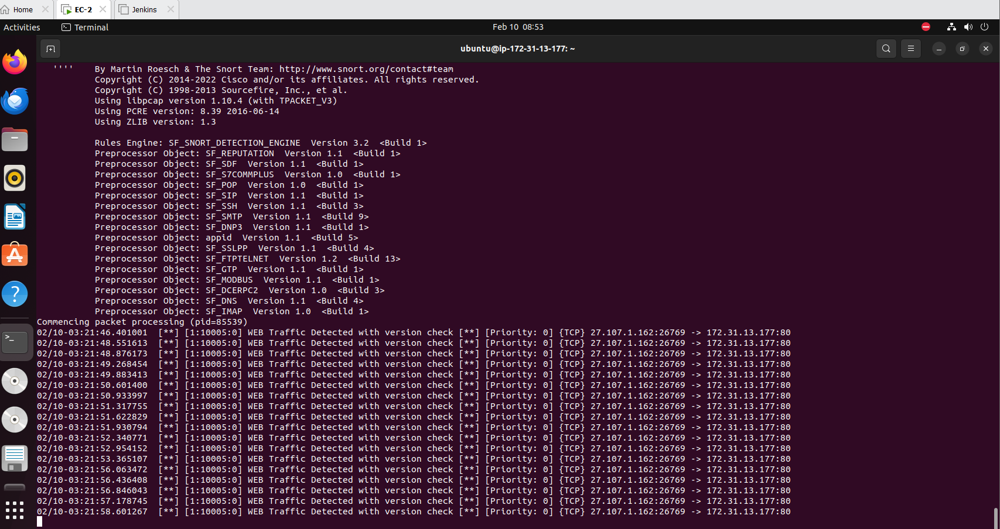 Home
EC-2
Jenkins
Activities
Terminal
Feb 10 08:53
ubuntu@ip-172-31-13-177: ~
'''' By Martin Roesch & The Snort Team: http://www.snort.org/contact#team
Copyright (C) 2014-2022 Cisco and/or its affiliates. All rights reserved.
Copyright (C) 1998-2013 Sourcefire, Inc., et al.
Using libpcap version 1.10.4 (with TPACKET_V3)
Using PCRE version: 8.39 2016-06-14
Using ZLIB version: 1.3
Rules Engine: SF_SNORT_DETECTION_ENGINE Version 3.2 <Build 1>
Preprocessor Object: SF_REPUTATION Version 1.1 <Build 1>
Preprocessor Object: SF_SDF Version 1.1 <Build 1>
Preprocessor Object: SF_S7COMMPLUS Version 1.0 <Build 1>
Preprocessor Object: SF_POP Version 1.0 <Build 1>
Preprocessor Object: SF_SIP Version 1.1 <Build 1>
Preprocessor Object: SF_SSH Version 1.1 <Build 3>
Preprocessor Object: SF_SMTP Version 1.1 <Build 9>
Preprocessor Object: SF_DNP3 Version 1.1 <Build 1>
Preprocessor Object: appid Version 1.1 <Build 5>
Preprocessor Object: SF_SSLPP Version 1.1 <Build 4>
Preprocessor Object: SF_FTPTELNET Version 1.2 <Build 13>
Preprocessor Object: SF_GTP Version 1.1 <Build 1>
Preprocessor Object: SF_MODBUS Version 1.1 <Build 1>
Preprocessor Object: SF_DCERPC2 Version 1.0 <Build 3>
Preprocessor Object: SF_DNS Version 1.1 <Build 4>
Preprocessor Object: SF_IMAP Version 1.0 <Build 1>
Commencing packet processing (pid=85539)
02/10-03:21:46.401001 [**] [1:10005:0] WEB Traffic Detected with version check [**] [Priority: 0] {TCP} 27.107.1.162:26769 -> 172.31.13.177:80
02/10-03:21:48.551613 [**] [1:10005:0] WEB Traffic Detected with version check [**] [Priority: 0] {TCP} 27.107.1.162:26769 -> 172.31.13.177:80
02/10-03:21:48.876173 [**] [1:10005:0] WEB Traffic Detected with version check [**] [Priority: 0] {TCP} 27.107.1.162:26769 -> 172.31.13.177:80
02/10-03:21:49.268454 [**] [1:10005:0] WEB Traffic Detected with version check [**] [Priority: 0] {TCP} 27.107.1.162:26769 -> 172.31.13.177:80
02/10-03:21:49.883413 [**] [1:10005:0] WEB Traffic Detected with version check [**] [Priority: 0] {TCP} 27.107.1.162:26769 -> 172.31.13.177:80
02/10-03:21:50.601400 [**] [1:10005:0] WEB Traffic Detected with version check [**] [Priority: 0] {TCP} 27.107.1.162:26769 -> 172.31.13.177:80
02/10-03:21:50.933997 [**] [1:10005:0] WEB Traffic Detected with version check [**] [Priority: 0] {TCP} 27.107.1.162:26769 -> 172.31.13.177:80
02/10-03:21:51.317755 [**] [1:10005:0] WEB Traffic Detected with version check [**] [Priority: 0] {TCP} 27.107.1.162:26769 -> 172.31.13.177:80
02/10-03:21:51.622829 [**] [1:10005:0] WEB Traffic Detected with version check [**] [Priority: 0] {TCP} 27.107.1.162:26769 -> 172.31.13.177:80
02/10-03:21:51.930794 [**] [1:10005:0] WEB Traffic Detected with version check [**] [Priority: 0] {TCP} 27.107.1.162:26769 -> 172.31.13.177:80
02/10-03:21:52.340771 [**] [1:10005:0] WEB Traffic Detected with version check [**] [Priority: 0] {TCP} 27.107.1.162:26769 -> 172.31.13.177:80
02/10-03:21:52.954152 [**] [1:10005:0] WEB Traffic Detected with version check [**] [Priority: 0] {TCP} 27.107.1.162:26769 -> 172.31.13.177:80
02/10-03:21:53.365107 [**] [1:10005:0] WEB Traffic Detected with version check [**] [Priority: 0] {TCP} 27.107.1.162:26769 -> 172.31.13.177:80
02/10-03:21:56.063472 [**] [1:10005:0] WEB Traffic Detected with version check [**] [Priority: 0] {TCP} 27.107.1.162:26769 -> 172.31.13.177:80
02/10-03:21:56.436408 [**] [1:10005:0] WEB Traffic Detected with version check [**] [Priority: 0] {TCP} 27.107.1.162:26769 -> 172.31.13.177:80
02/10-03:21:56.846043 [**] [1:10005:0] WEB Traffic Detected with version check [**] [Priority: 0] {TCP} 27.107.1.162:26769 -> 172.31.13.177:80
02/10-03:21:57.178745 [**] [1:10005:0] WEB Traffic Detected with version check [**] [Priority: 0] {TCP} 27.107.1.162:26769 -> 172.31.13.177:80
02/10-03:21:58.601267 [**] [1:10005:0] WEB Traffic Detected with version check [**] [Priority: 0] {TCP} 27.107.1.162:26769 -> 172.31.13.177:80